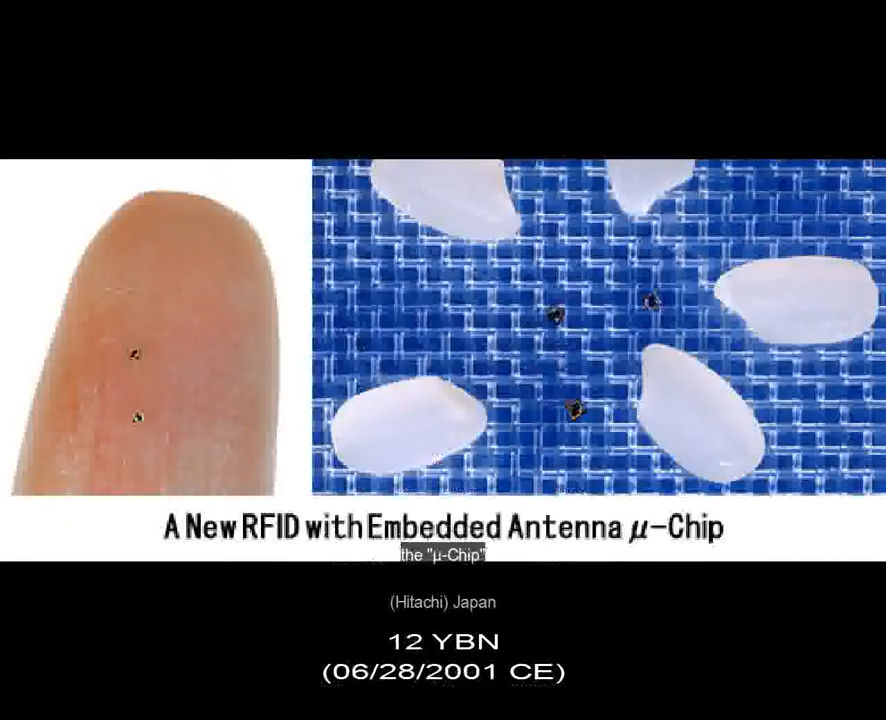 A New RFID with Embedded Antenna μ-Chip
the "μ-Chip"
(Hitachi) Japan
12 YBN
(06/28/2001 CE)